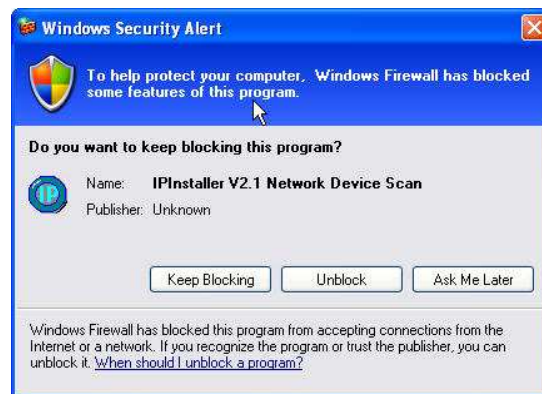 Windows Security Alert
To help protect your computer, Windows Firewall has blocked
some features of this program.
Do you want to keep blocking this program?
IP
Name: IPInstaller V2.1 Network Device Scan
Publisher: Unknown
Keep Blocking Unblock Ask Me Later
Windows Firewall has blocked this program from accepting connections from the
Internet or a network. If you recognize the program or trust the publisher, you can
unblock it. When should I unblock a program?